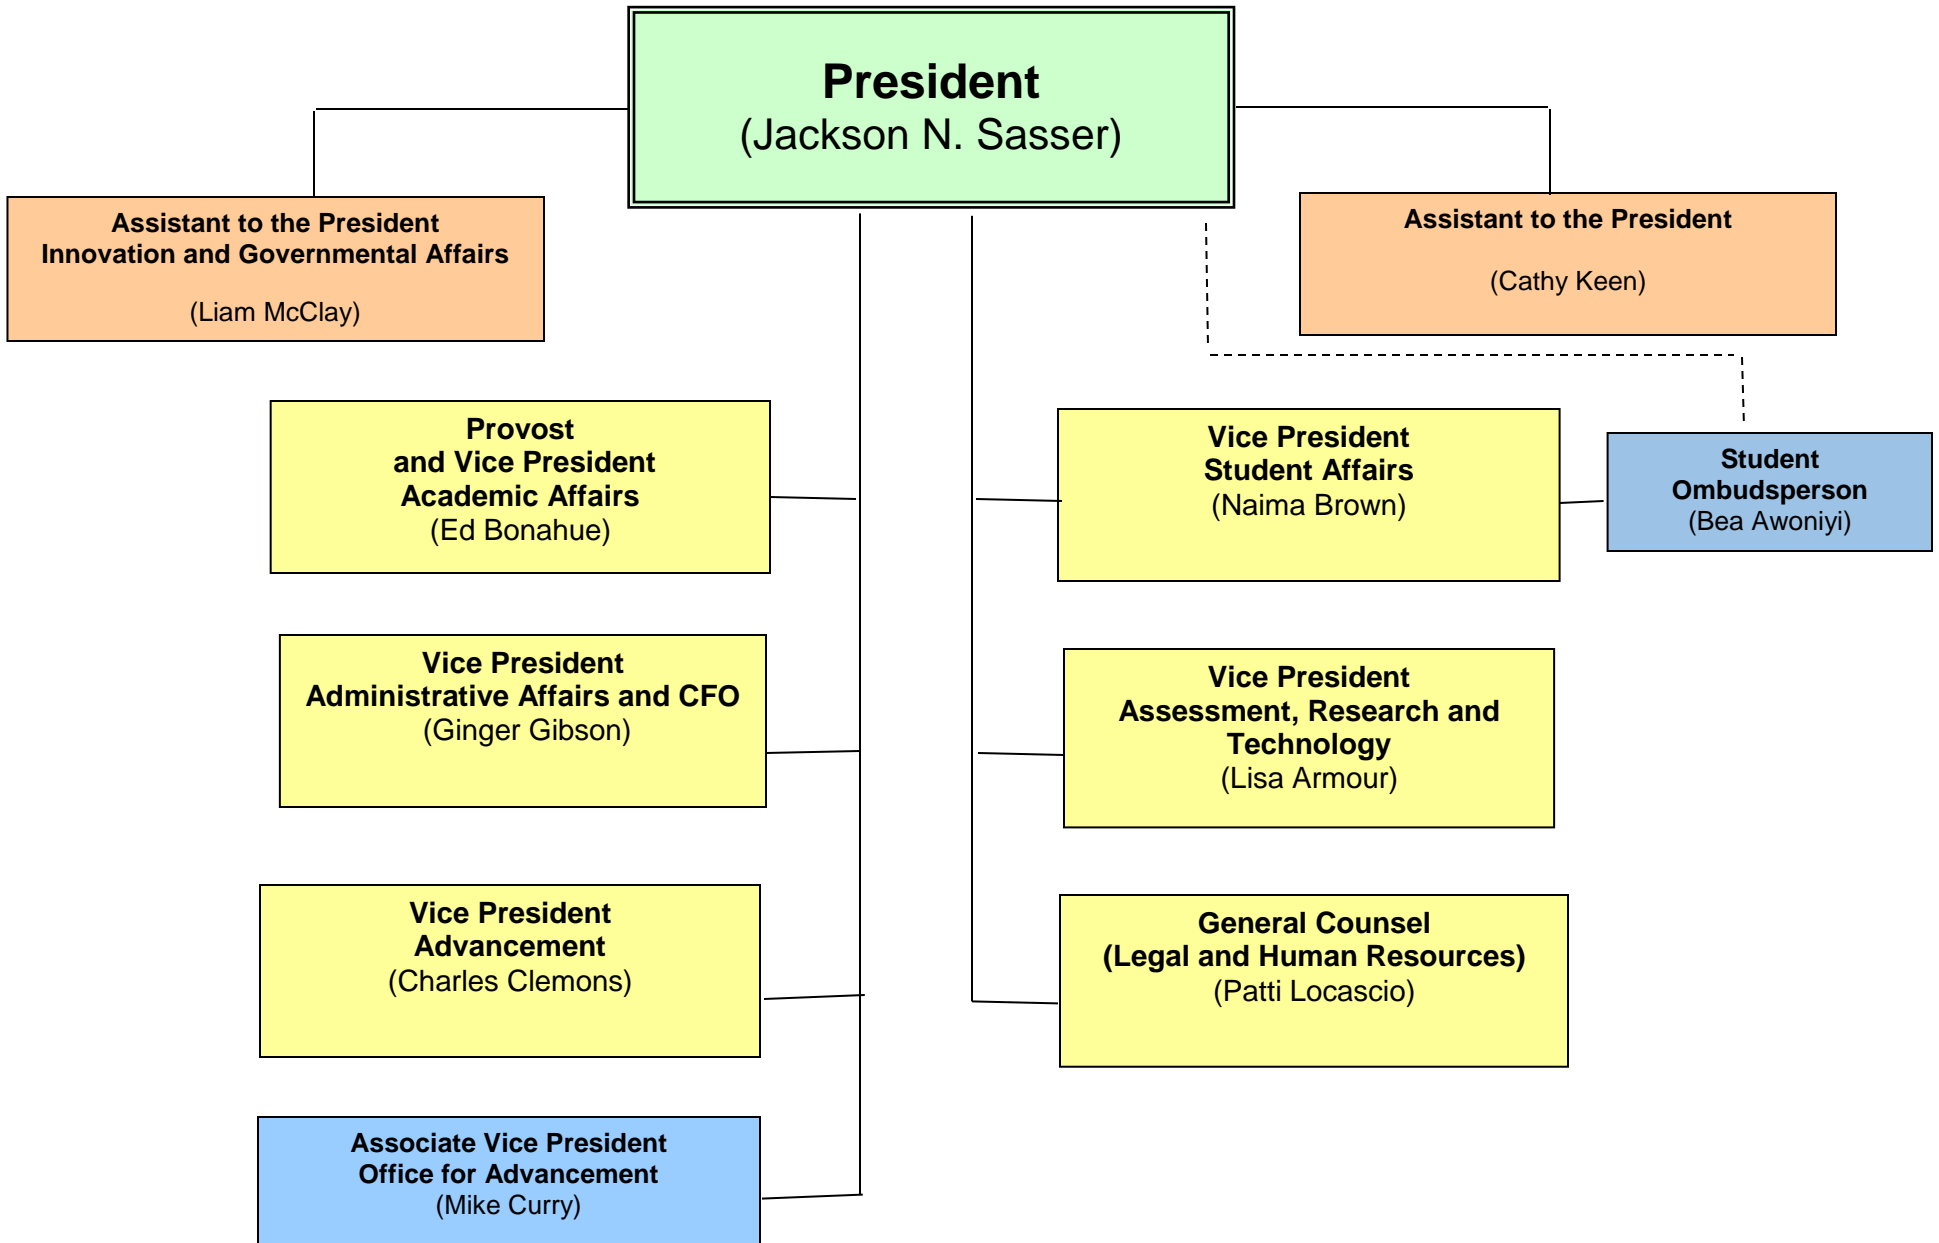 President
(Jackson N. Sasser)
Assistant to the President
Innovation and Governmental Affairs
(Liam McClay)
Assistant to the President
(Cathy Keen)
Provost
and Vice President
Academic Affairs
(Ed Bonahue)
Vice President
Student Affairs
(Naima Brown)
Student
Ombudsperson
(Bea Awoniyi)
Vice President
Administrative Affairs and CFO
(Ginger Gibson)
Vice President
Assessment, Research and
Technology
(Lisa Armour)
Vice President
Advancement
(Charles Clemons)
General Counsel
(Legal and Human Resources)
(Patti Locascio)
Associate Vice President
Office for Advancement
(Mike Curry)